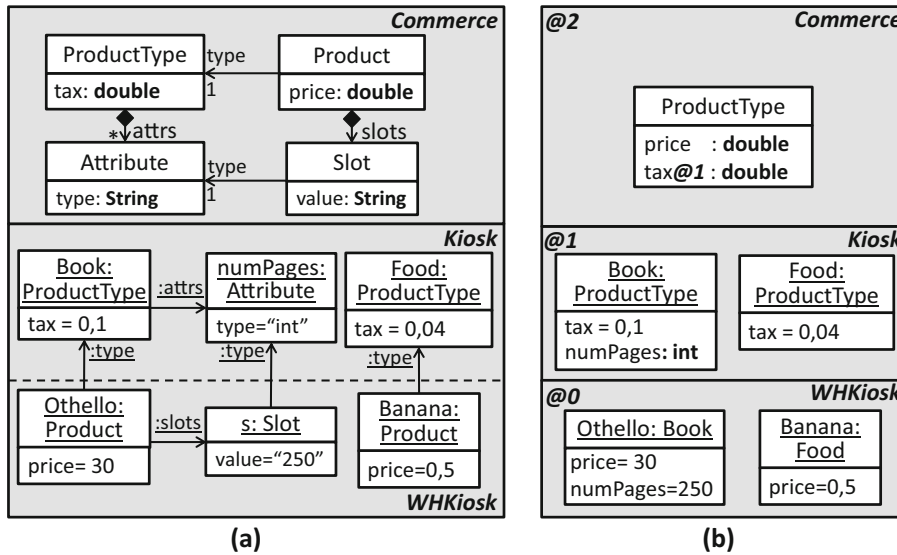 Commerce
ProductType
tax: double
type
1
Product
price: double
* attrs
slots
Attribute
type: String
type
1
Slot
value: String
Kiosk
Book:
ProductType
tax = 0,1
:attrs
numPages:
Attribute
type="int"
Food:
ProductType
tax = 0,04
:type
:type
:type
Othello:
Product
price= 30
:slots
s: Slot
value="250"
Banana:
Product
price=0,5
WHKiosk
(a)
@2
Commerce
ProductType
price : double
tax@1 : double
@1
Kiosk
Book:
ProductType
tax = 0,1
numPages: int
Food:
ProductType
tax = 0,04
@0
WHKiosk
Othello: Book
price= 30
numPages=250
Banana:
Food
price=0,5
(b)